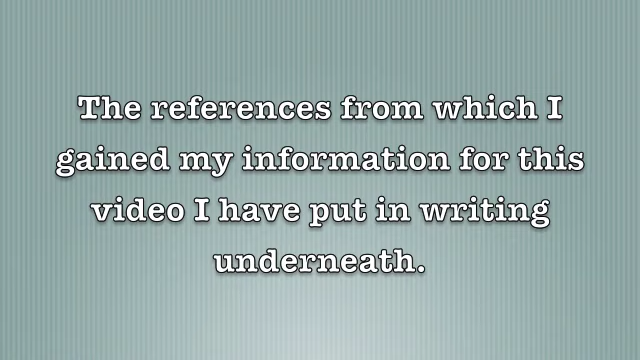 The references from which I
gained my information for this
video I have put in writing
underneath.